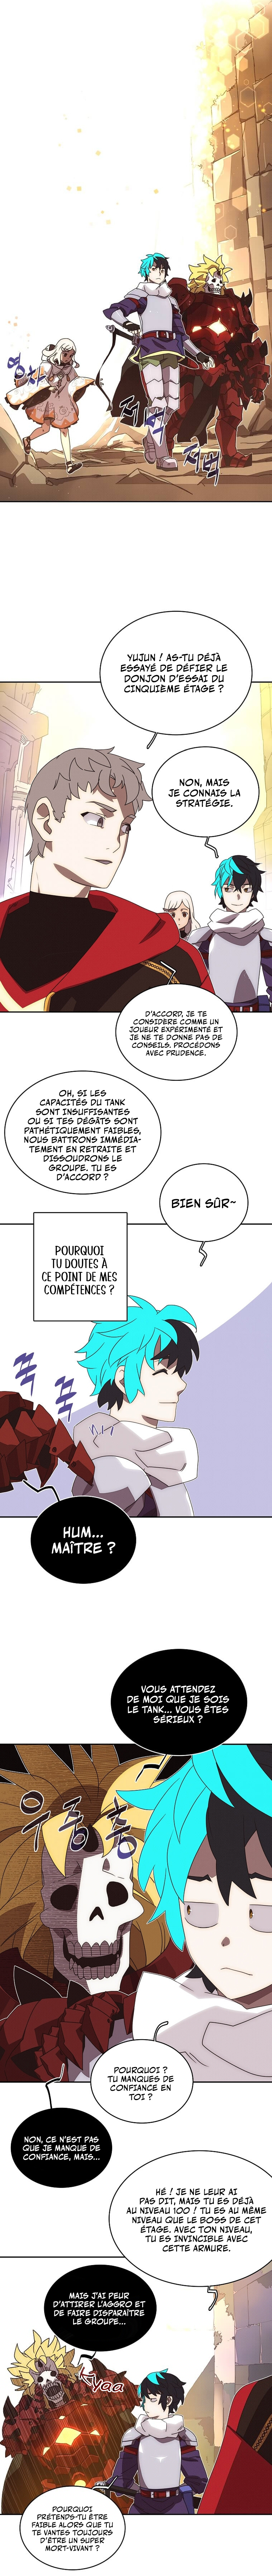 YUJUN ! AS-TU DÉJÀ
ESSAYÉ DE DÉFIER LE
DONJON D'ESSAI DU
CINQUIÈME ÉTAGE ?
NON, MAIS
JE CONNAIS LA
STRATÉGIE.
D'ACCORD, JE TE
CONSIDÈRE COMME UN
JOUEUR EXPÉRIMENTÉ ET
JE NE TE DONNE PAS DE
CONSEILS. PROCÉDONS
AVEC PRUDENCE.
OH, SI LES
CAPACITÉS DU TANK
SONT INSUFFISANTES
OU SI TES DÉGÂTS SONT
PATHÉTIQUEMENT FAIBLES,
NOUS BATTRONS IMMÉDIA-
TEMENT EN RETRAITE ET
DISSOUDRONS LE
GROUPE. TU ES
D'ACCORD ?
BIEN SÛR~
POURQUOI
TU DOUTES À
CE POINT DE MES
COMPÉTENCES ?
HUM...
MAÎTRE ?
VOUS ATTENDEZ
DE MOI QUE JE SOIS
LE TANK... VOUS ÊTES
SÉRIEUX ?
POURQUOI ?
TU MANQUES DE
CONFIANCE EN
TOI ?
NON, CE N'EST PAS
QUE JE MANQUE DE
CONFIANCE, MAIS...
HÉ ! JE NE LEUR AI
PAS DIT, MAIS TU ES DÉJÀ
AU NIVEAU 100 ! TU ES AU MÊME
NIVEAU QUE LE BOSS DE CET
ÉTAGE. AVEC TON NIVEAU,
TU ES INVINCIBLE AVEC
CETTE ARMURE.
MAIS J'AI PEUR
D'ATTIRER L'AGGRO ET
DE FAIRE DISPARAÎTRE
LE GROUPE...
Kyaa
POURQUOI
PRÉTENDS-TU ÊTRE
FAIBLE ALORS QUE TU
TE VANTES TOUJOURS
D'ÊTRE UN SUPER
MORT-VIVANT ?